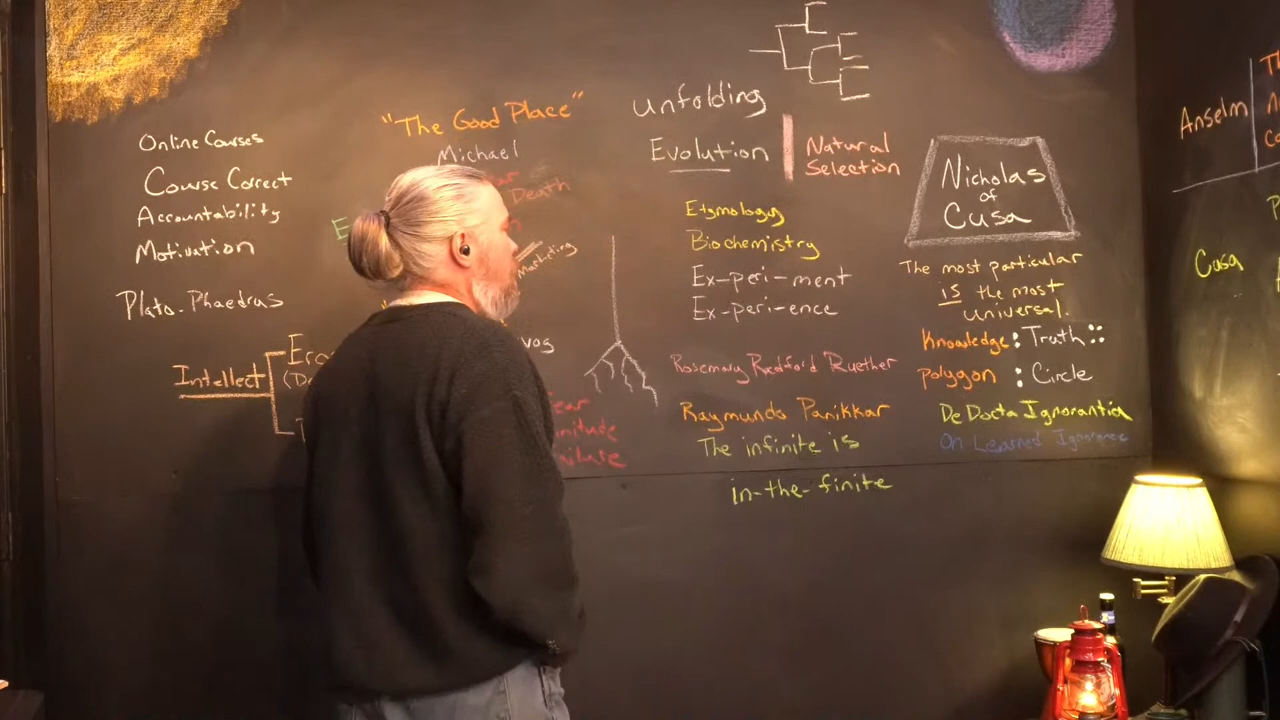 Online Courses
Course Correct
Accountability
Motivation
Plato - Phaedrus
Intellect
"The Good Place"
Michael
Death
Marketing
unfolding
Evolution
Natural
Selection
Etymology
Biochemistry
Ex-peri-ment
Ex-peri-ence
Rosemary Redford Ruether
Raymundo Panikkar
The infinite is
in-the-finite
Nicholas
of
Cusa
The most particular
is the most
universal.
Knowledge : Truth ::
polygon : Circle
De Docta Ignorantia
On Learned Ignorance
Anselm
Cusa